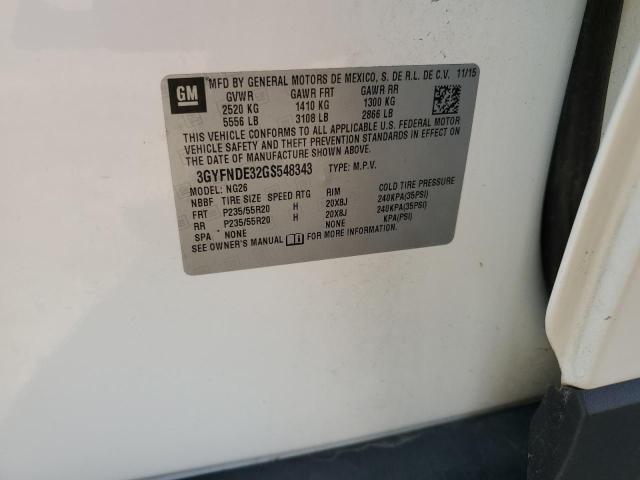 GM
MFD BY GENERAL MOTORS DE MEXICO, S. DE R.L. DE C.V. 11/15
GVWR GAWR FRT GAWR RR
2520 KG 1410 KG 1300 KG
5556 LB 3108 LB 2866 LB
THIS VEHICLE CONFORMS TO ALL APPLICABLE U.S. FEDERAL MOTOR
VEHICLE SAFETY AND THEFT PREVENTION STANDARDS IN EFFECT ON
THE DATE OF MANUFACTURE SHOWN ABOVE.
3GYFNDE32GS548343 TYPE: M.P.V.
MODEL: NG26
NBBF TIRE SIZE SPEED RTG RIM COLD TIRE PRESSURE
FRT P235/55R20 H 20X8J 240KPA(35PSI)
RR P235/55R20 H 20X8J 240KPA(35PSI)
SPA NONE NONE KPA(PSI)
SEE OWNER'S MANUAL FOR MORE INFORMATION.